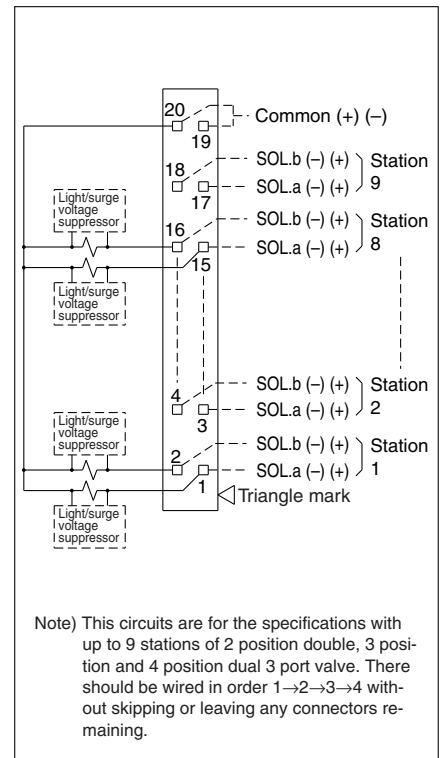 20
Common (+) (–)
19
18
SOL.b (–) (+)
Station
SOL.a (–) (+)
9
17
Light/surge
voltage
suppressor
16
SOL.b (–) (+)
Station
SOL.a (–) (+)
8
15
Light/surge
voltage
suppressor
4
SOL.b (–) (+)
Station
SOL.a (–) (+)
2
3
Light/surge
voltage
suppressor
2
SOL.b (–) (+)
Station
SOL.a (–) (+)
1
1
Triangle mark
Light/surge
voltage
suppressor
Note) This circuits are for the specifications with
up to 9 stations of 2 position double, 3 posi-
tion and 4 position dual 3 port valve. There
should be wired in order 1→2→3→4 with-
out skipping or leaving any connectors re-
maining.